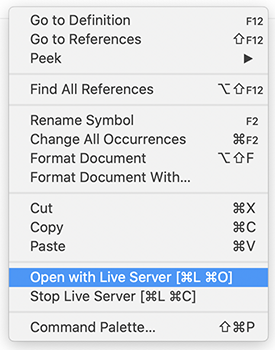 Go to Definition F12
Go to References ⇧F12
Peek ▶
Find All References ⌥⇧F12
Rename Symbol F2
Change All Occurrences ⌘F2
Format Document ⌥⇧F
Format Document With...
Cut ⌘X
Copy ⌘C
Paste ⌘V
Open with Live Server [⌘L ⌘O]
Stop Live Server [⌘L ⌘C]
Command Palette... ⇧⌘P